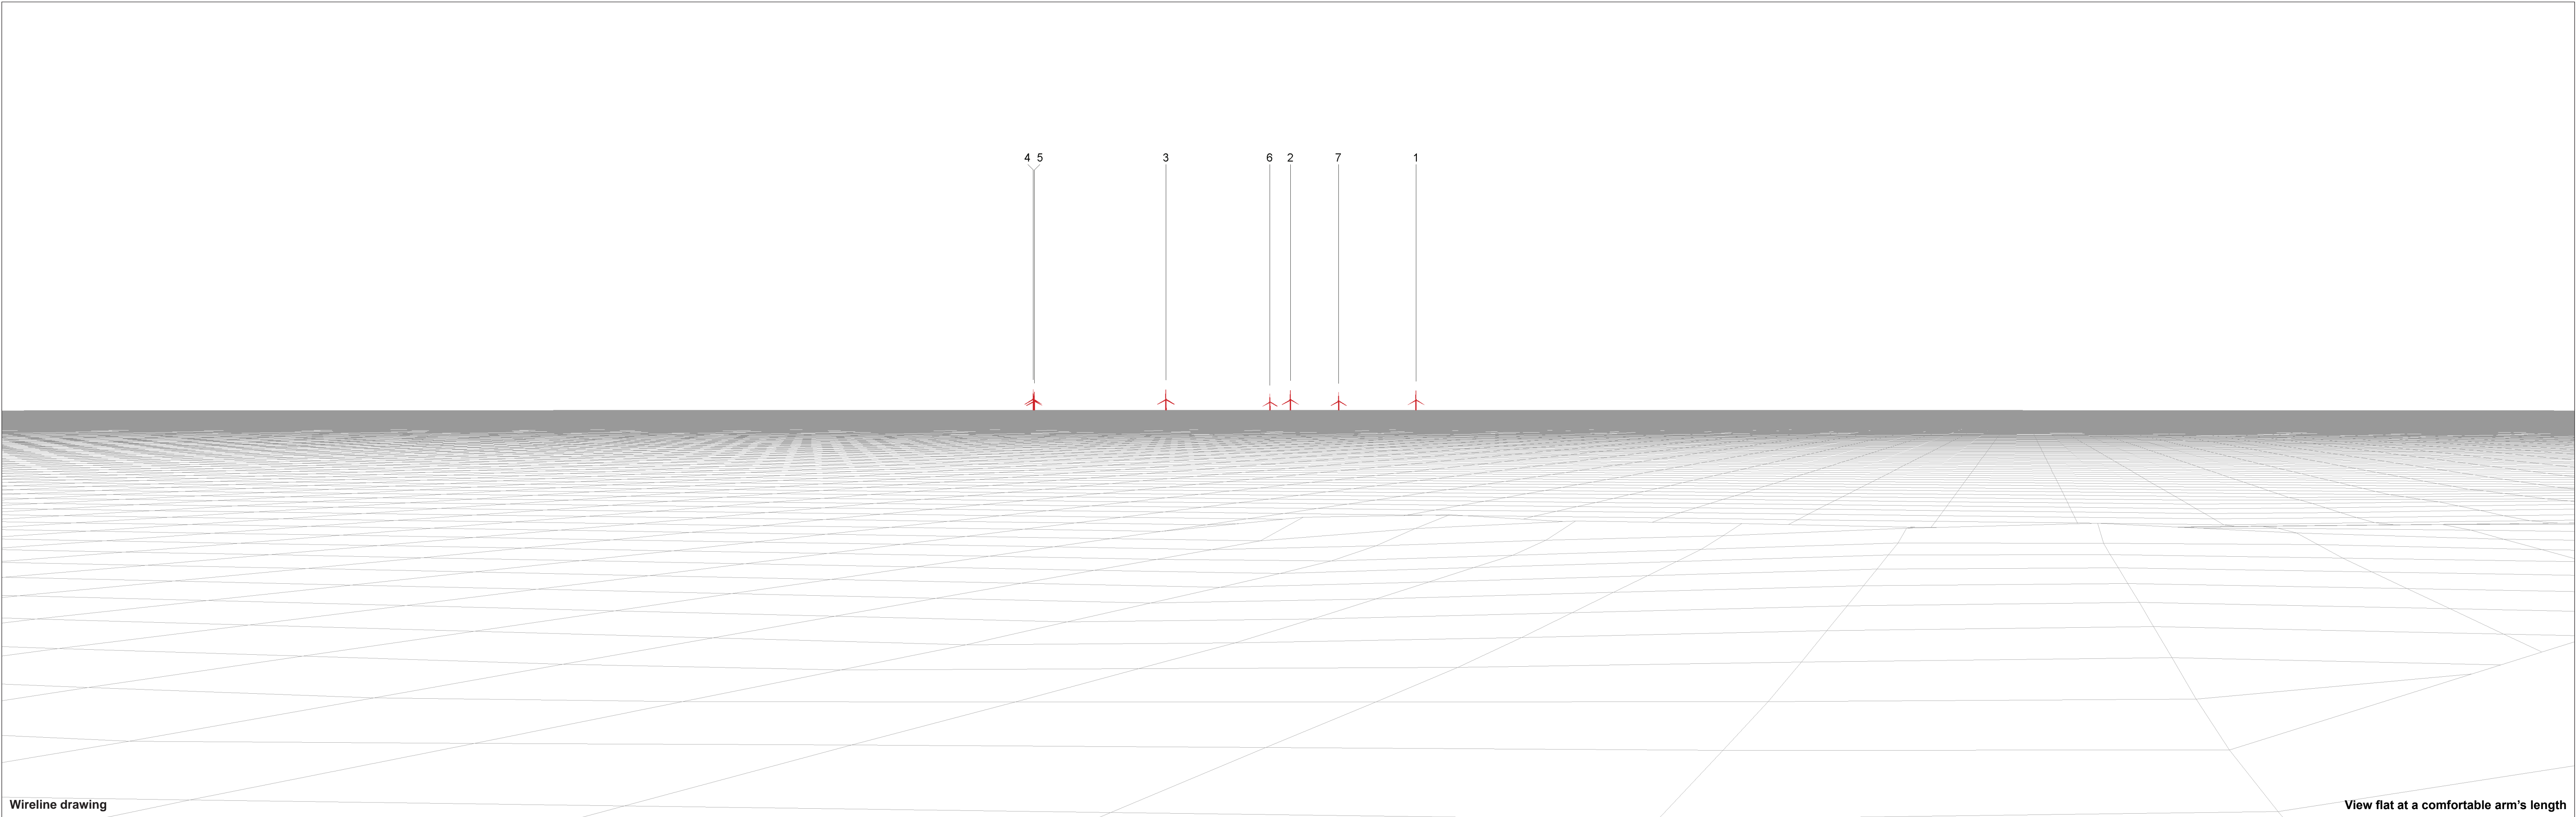 4 5 3 6 2 7 1
Wireline drawing
View flat at a comfortable arm's length